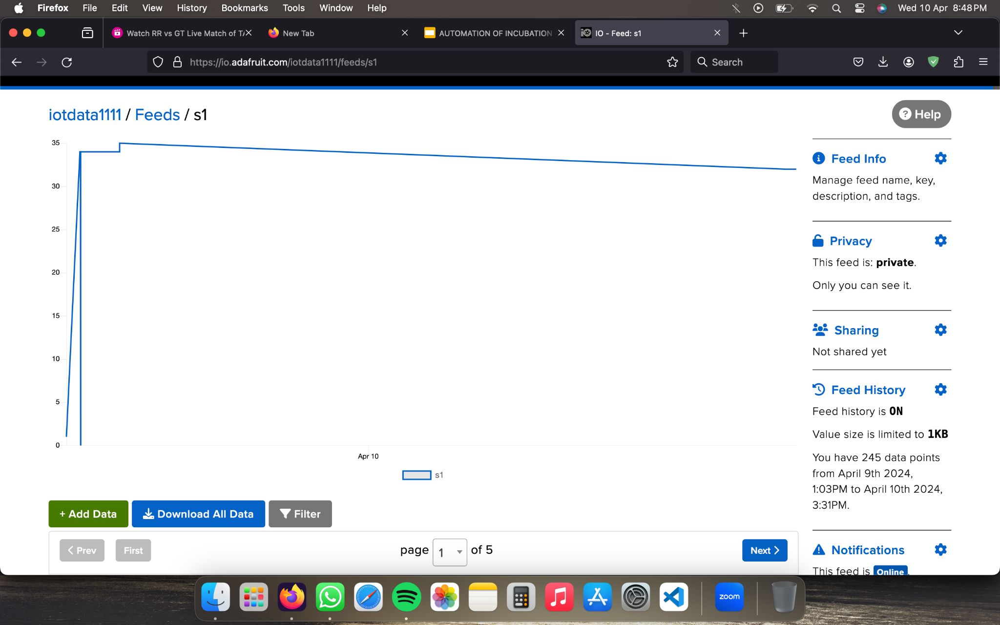 Firefox File Edit View History Bookmarks Tools Window Help Wed 10 Apr 8:48 PM
Watch RR vs GT Live Match of TA New Tab AUTOMATION OF INCUBATION IO - Feed: s1
https://io.adafruit.com/iotdata1111/feeds/s1 Search
iotdata1111 / Feeds / s1
? Help
35
30
25
20
15
10
5
0
Apr 10
s1
+ Add Data Download All Data Filter
Prev First page 1 of 5 Next
Feed Info
Manage feed name, key,
description, and tags.
Privacy
This feed is: private.
Only you can see it.
Sharing
Not shared yet
Feed History
Feed history is ON
Value size is limited to 1KB
You have 245 data points
from April 9th 2024,
1:03PM to April 10th 2024,
3:31PM.
Notifications
This feed is Online.
zoom